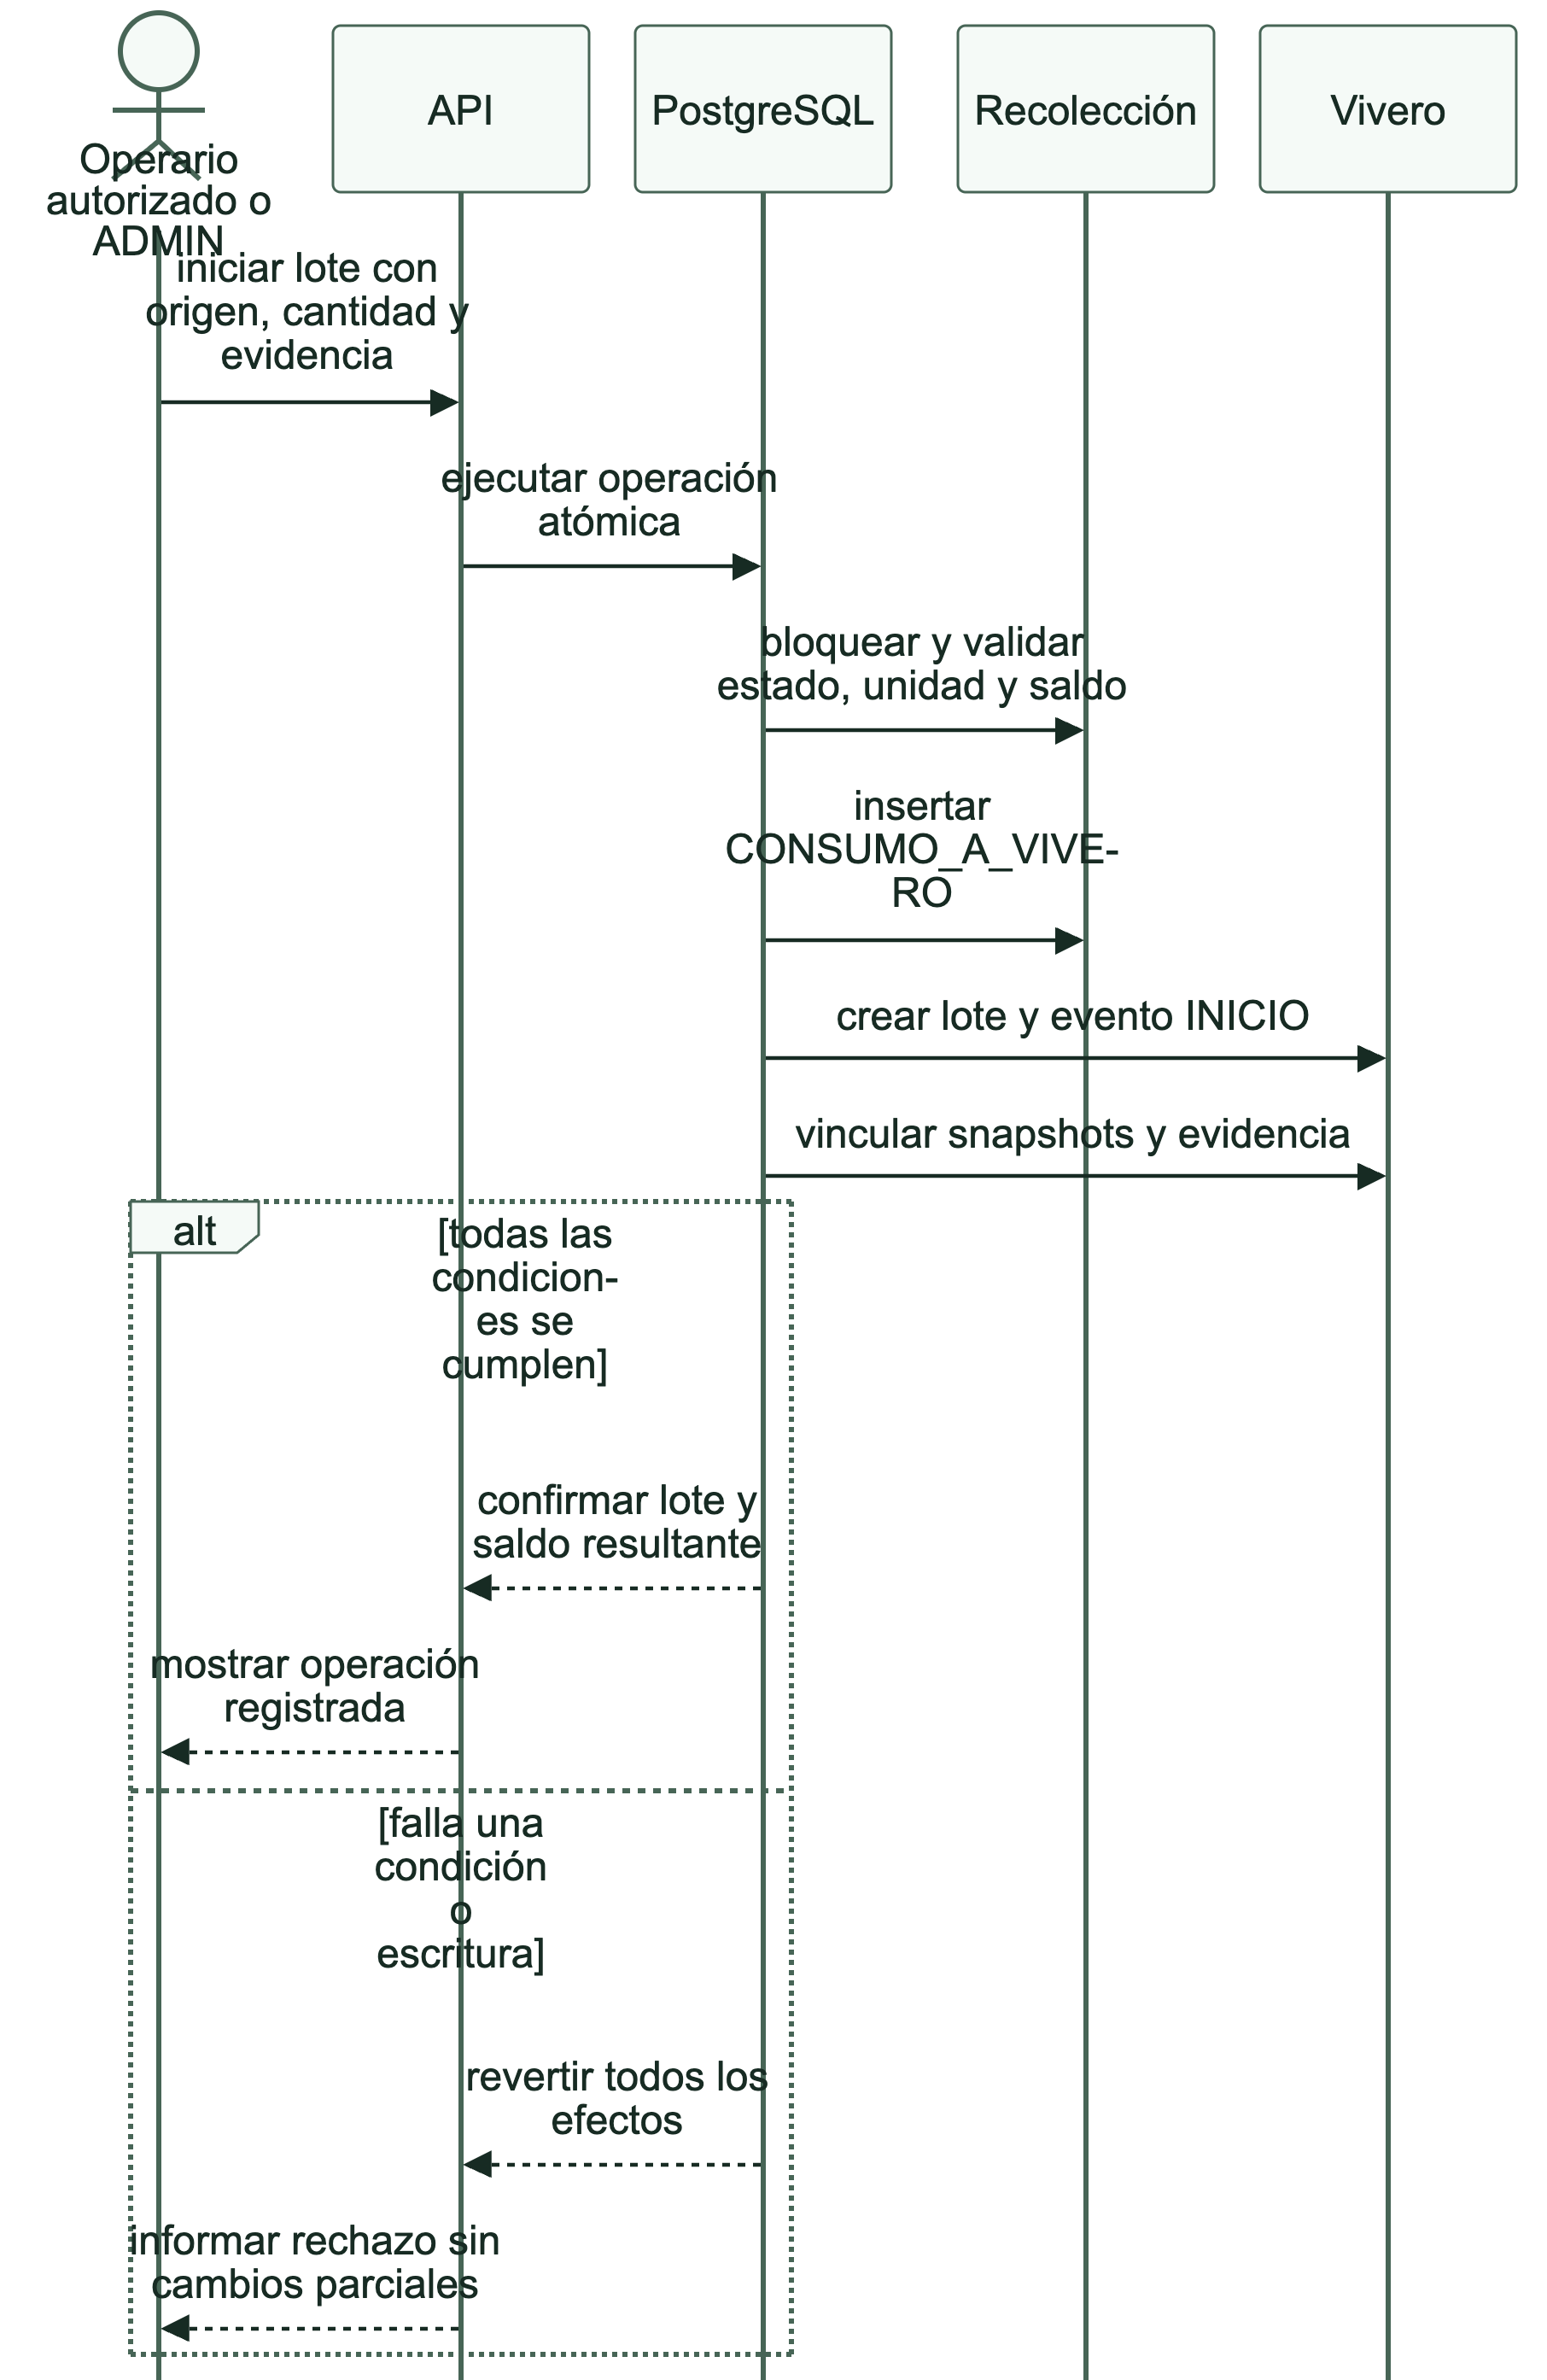 API
PostgreSQL
Recolección
Vivero
Operario
autorizado o
ADMIN
iniciar lote con
origen, cantidad y
evidencia
ejecutar operación
atómica
bloquear y validar
estado, unidad y saldo
insertar
CONSUMO_A_VIVE-
RO
crear lote y evento INICIO
vincular snapshots y evidencia
alt
[todas las
condicion-
es se
cumplen]
confirmar lote y
saldo resultante
mostrar operación
registrada
[falla una
condición
o
escritura]
revertir todos los
efectos
informar rechazo sin
cambios parciales